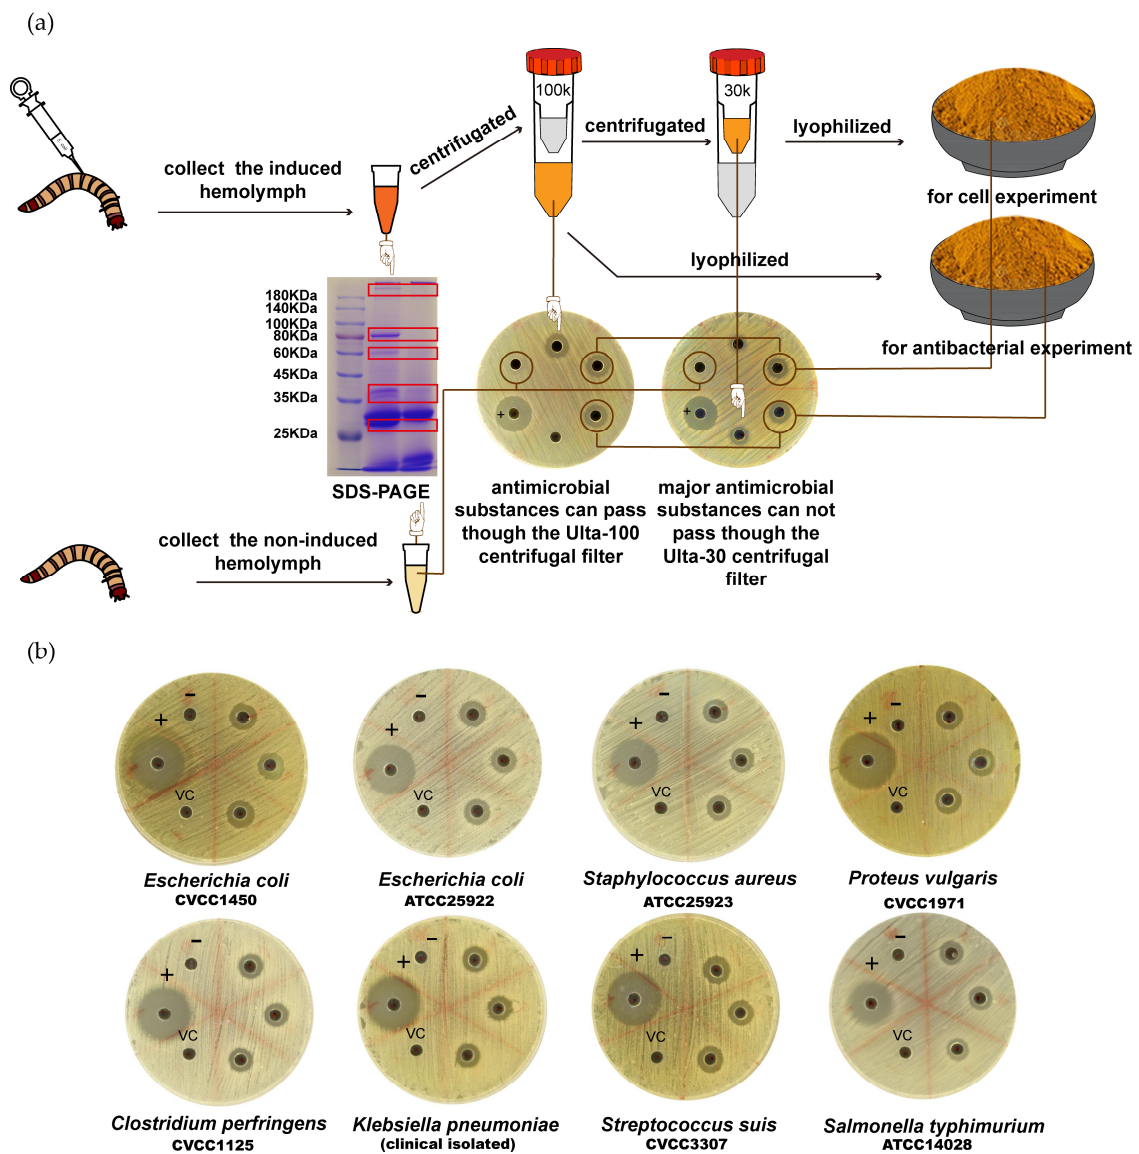 (a)
100k
30k
centrifugated
centrifugated
lyophilized
collect the induced
hemolymph
for cell experiment
lyophilized
180KDa
140KDa
100KDa
80KDa
60KDa
45KDa
35KDa
25KDa
for antibacterial experiment
+
+
SDS-PAGE
antimicrobial
substances can pass
though the Ulta-100
centrifugal filter
major antimicrobial
substances can not
pass though the
Ulta-30 centrifugal
filter
collect the non-induced
hemolymph
(b)
+ −
VC
+ −
VC
+ −
VC
+ −
VC
Escherichia coli
CVCC1450
Escherichia coli
ATCC25922
Staphylococcus aureus
ATCC25923
Proteus vulgaris
CVCC1971
+ −
VC
+ −
VC
+ −
VC
+ −
VC
Clostridium perfringens
CVCC1125
Klebsiella pneumoniae
(clinical isolated)
Streptococcus suis
CVCC3307
Salmonella typhimurium
ATCC14028